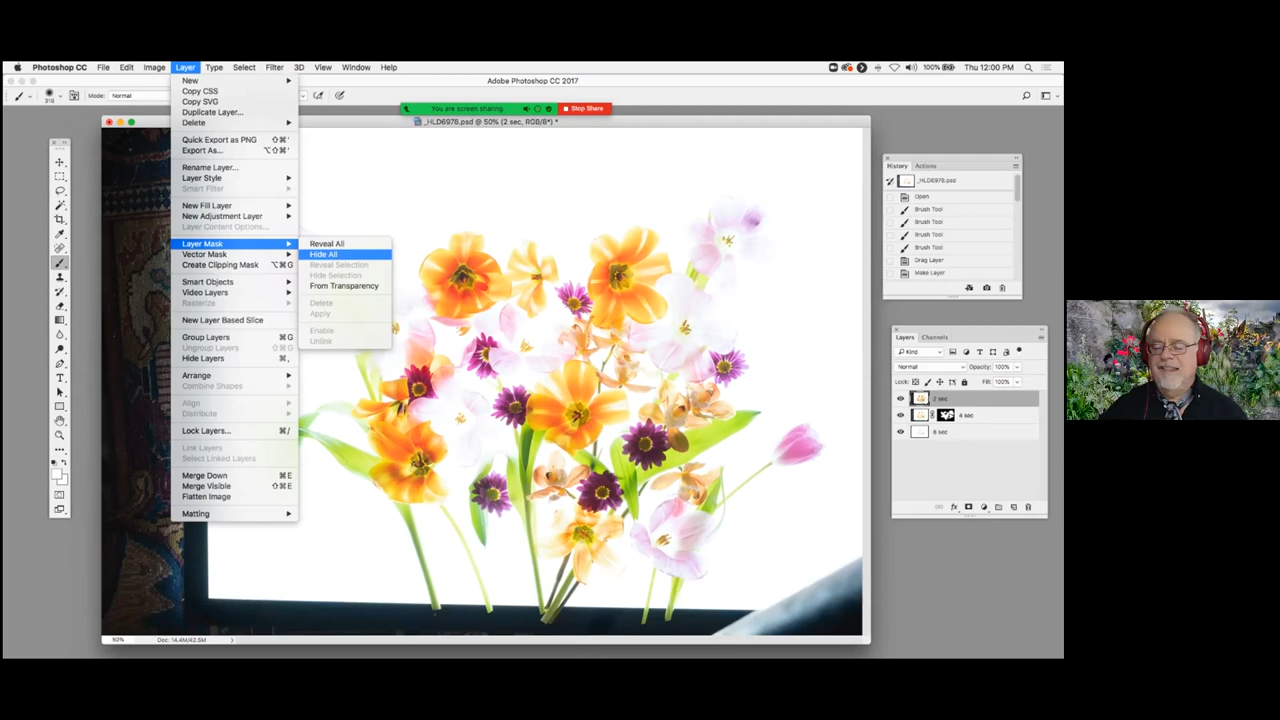 Photoshop CC File Edit Image Layer Type Select Filter 3D View Window Help 100% Thu 12:00 PM
Adobe Photoshop CC 2017
316 Mode: Normal
You are screen sharing Stop Share
_HLD6978.psd @ 50% (2 sec, RGB/8*) *
New
Copy CSS
Copy SVG
Duplicate Layer...
Delete
Quick Export as PNG ⇧⌘'
Export As... ⌥⇧⌘'
Rename Layer...
Layer Style
Smart Filter
New Fill Layer
New Adjustment Layer
Layer Content Options...
Layer Mask
Vector Mask
Create Clipping Mask ⌥⌘G
Smart Objects
Video Layers
Rasterize
New Layer Based Slice
Group Layers ⌘G
Ungroup Layers ⇧⌘G
Hide Layers ⌘,
Arrange
Combine Shapes
Align
Distribute
Lock Layers... ⌘/
Link Layers
Select Linked Layers
Merge Down ⌘E
Merge Visible ⇧⌘E
Flatten Image
Matting
Reveal All
Hide All
Reveal Selection
Hide Selection
From Transparency
Delete
Apply
Enable
Unlink
History Actions
_HLD6978.psd
Open
Brush Tool
Brush Tool
Brush Tool
Brush Tool
Drag Layer
Make Layer
Layers Channels
Kind
Normal Opacity: 100%
Lock: Fill: 100%
2 sec
4 sec
8 sec
50% Doc: 14.4M/42.5M